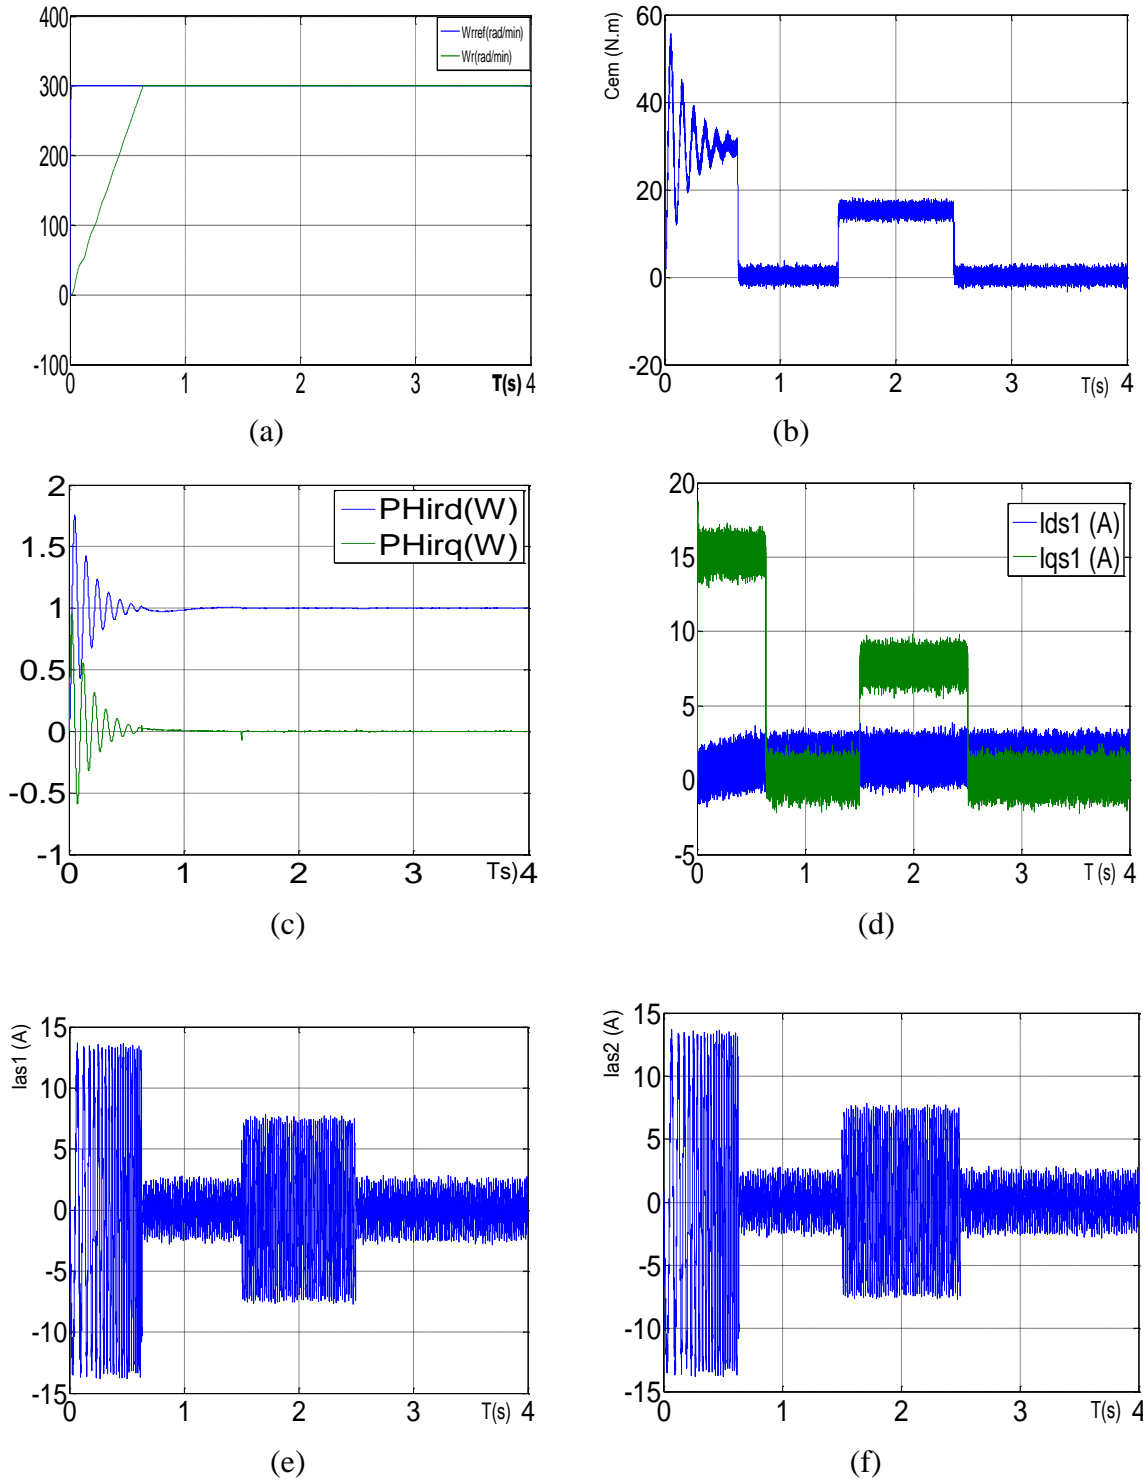 400
300
200
100
0
-100
0 1 2 3 T(s) 4
Wrref(rad/min)
Wr(rad/min)
(a)
Cem (N.m)
60
40
20
0
-20
0 1 2 3 T(s) 4
(b)
2
1.5
1
0.5
0
-0.5
-1
0 1 2 3 Ts) 4
PHird(W)
PHirq(W)
(c)
20
15
10
5
0
-5
0 1 2 3 T (s) 4
Ids1 (A)
Iqs1 (A)
(d)
Ias1 (A)
15
10
5
0
-5
-10
-15
0 1 2 3 T(s) 4
(e)
Ias2 (A)
15
10
5
0
-5
-10
-15
0 1 2 3 T(s) 4
(f)